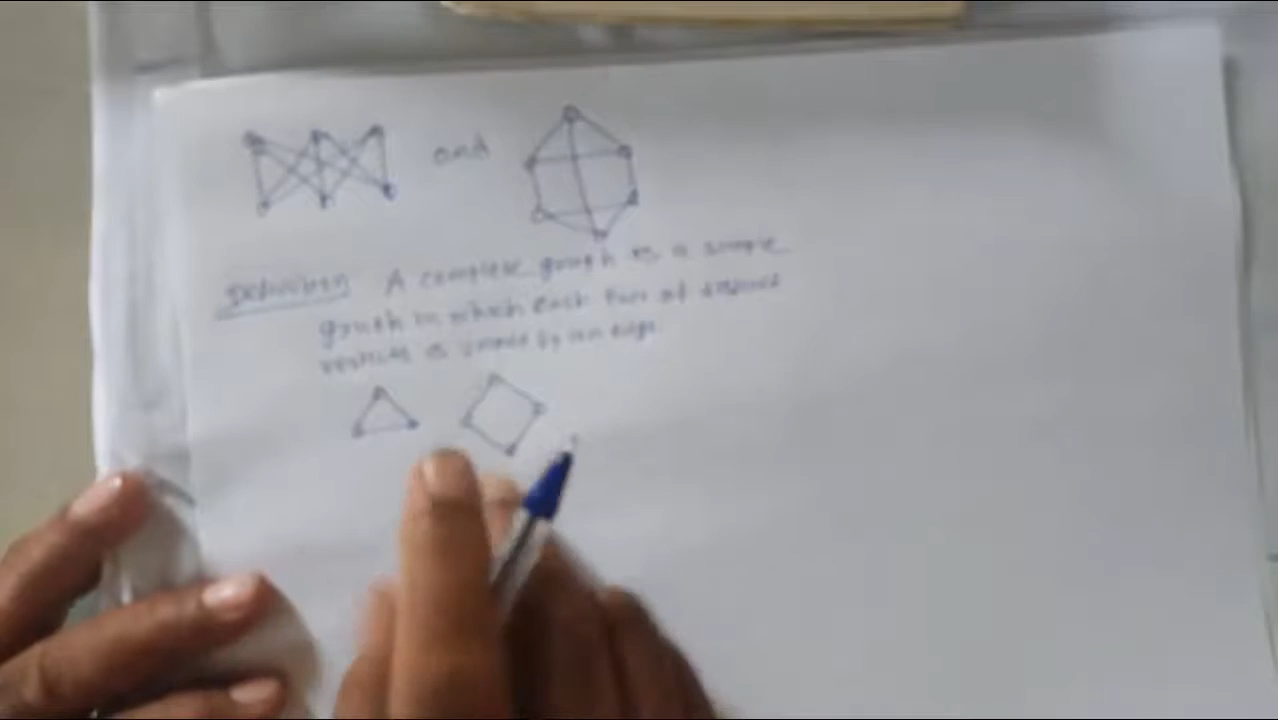 and
Definition A complete graph is a simple
graph in which each Pair of distinct
vertices is joined by an edge.